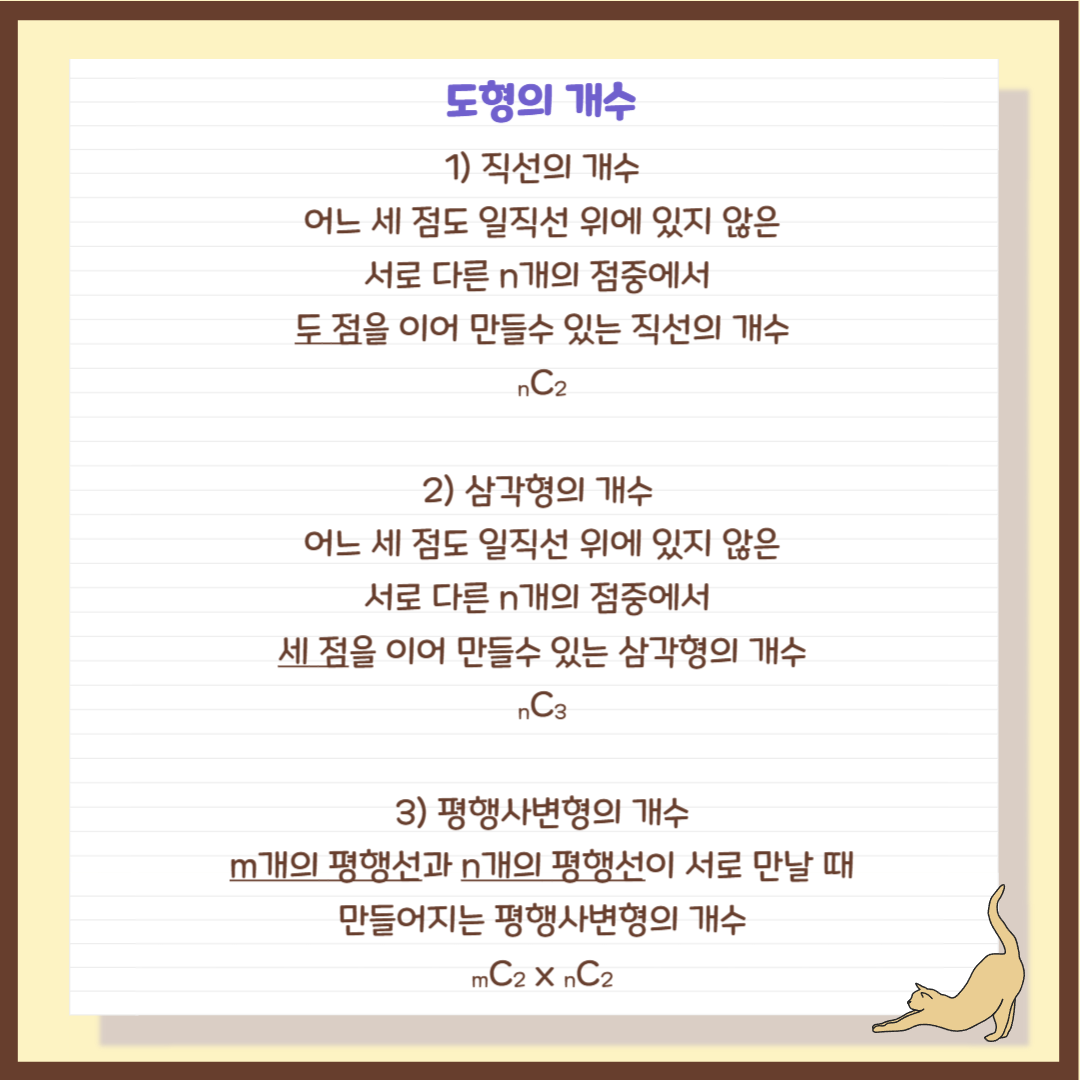 도형의 개수
1) 직선의 개수
어느 세 점도 일직선 위에 있지 않은
서로 다른 n개의 점중에서
두 점을 이어 만들수 있는 직선의 개수
ₙC₂
2) 삼각형의 개수
어느 세 점도 일직선 위에 있지 않은
서로 다른 n개의 점중에서
세 점을 이어 만들수 있는 삼각형의 개수
ₙC₃
3) 평행사변형의 개수
m개의 평행선과 n개의 평행선이 서로 만날 때
만들어지는 평행사변형의 개수
ₘC₂ x ₙC₂